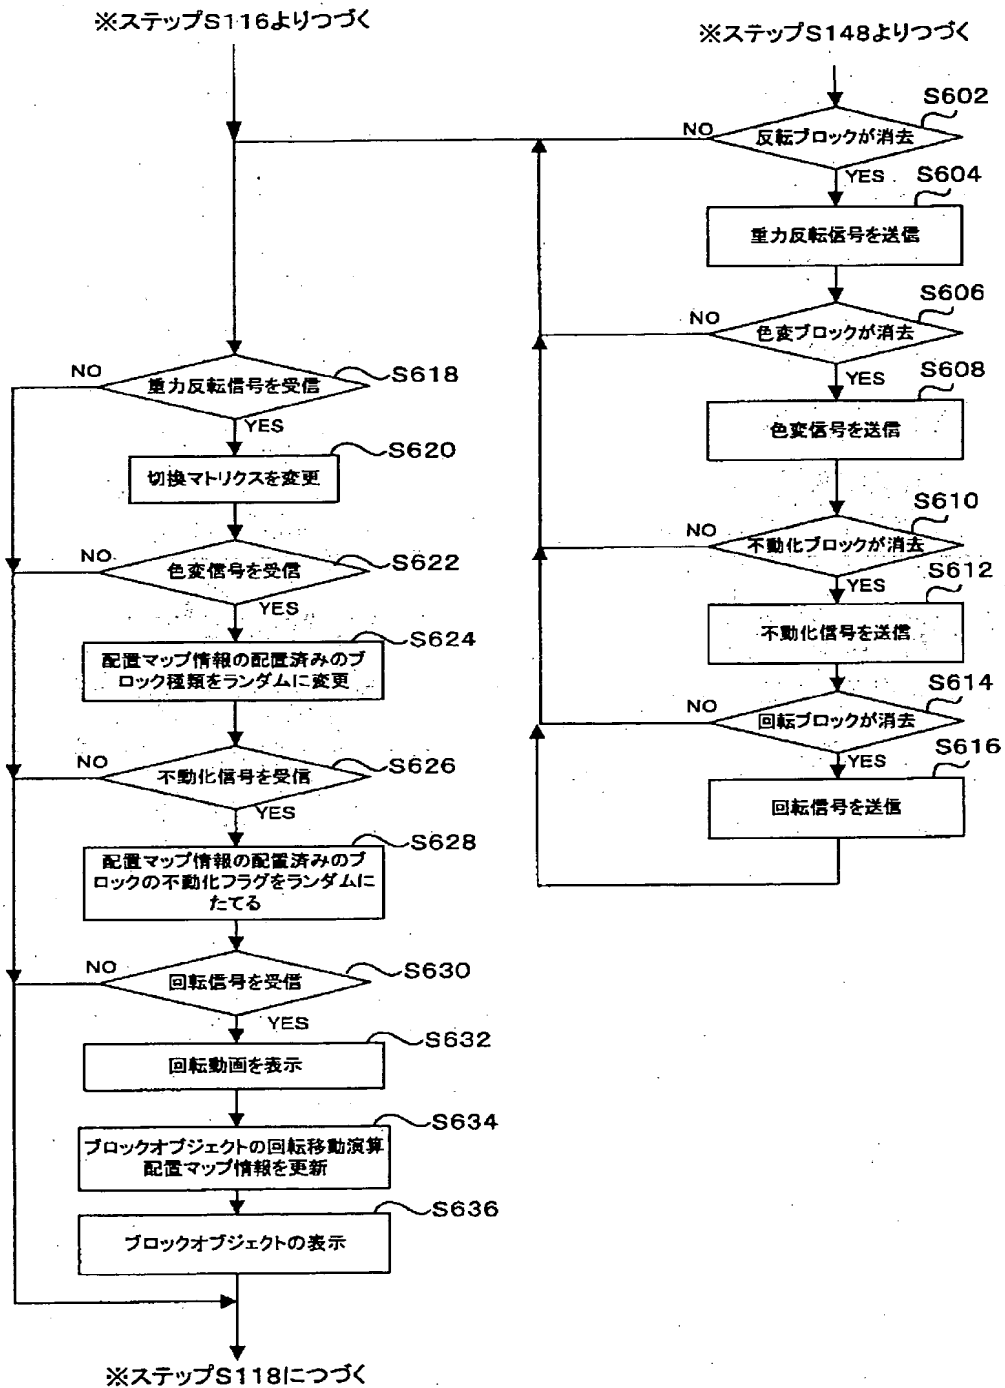 ※ステップS116よりつづく
※ステップS148よりつづく
S602
反転ブロックが消去
NO
YES
S604
重力反転信号を送信
S606
色変ブロックが消去
NO
YES
S608
色変信号を送信
S610
不動化ブロックが消去
NO
YES
S612
不動化信号を送信
S614
回転ブロックが消去
NO
YES
S616
回転信号を送信
S618
重力反転信号を受信
NO
YES
S620
切換マトリクスを変更
S622
色変信号を受信
NO
YES
S624
配置マップ情報の配置済みのブ
ロック種類をランダムに変更
S626
不動化信号を受信
NO
YES
S628
配置マップ情報の配置済みのブ
ロックの不動化フラグをランダムに
たてる
S630
回転信号を受信
NO
YES
S632
回転動画を表示
S634
ブロックオブジェクトの回転移動演算
配置マップ情報を更新
S636
ブロックオブジェクトの表示
※ステップS118につづく